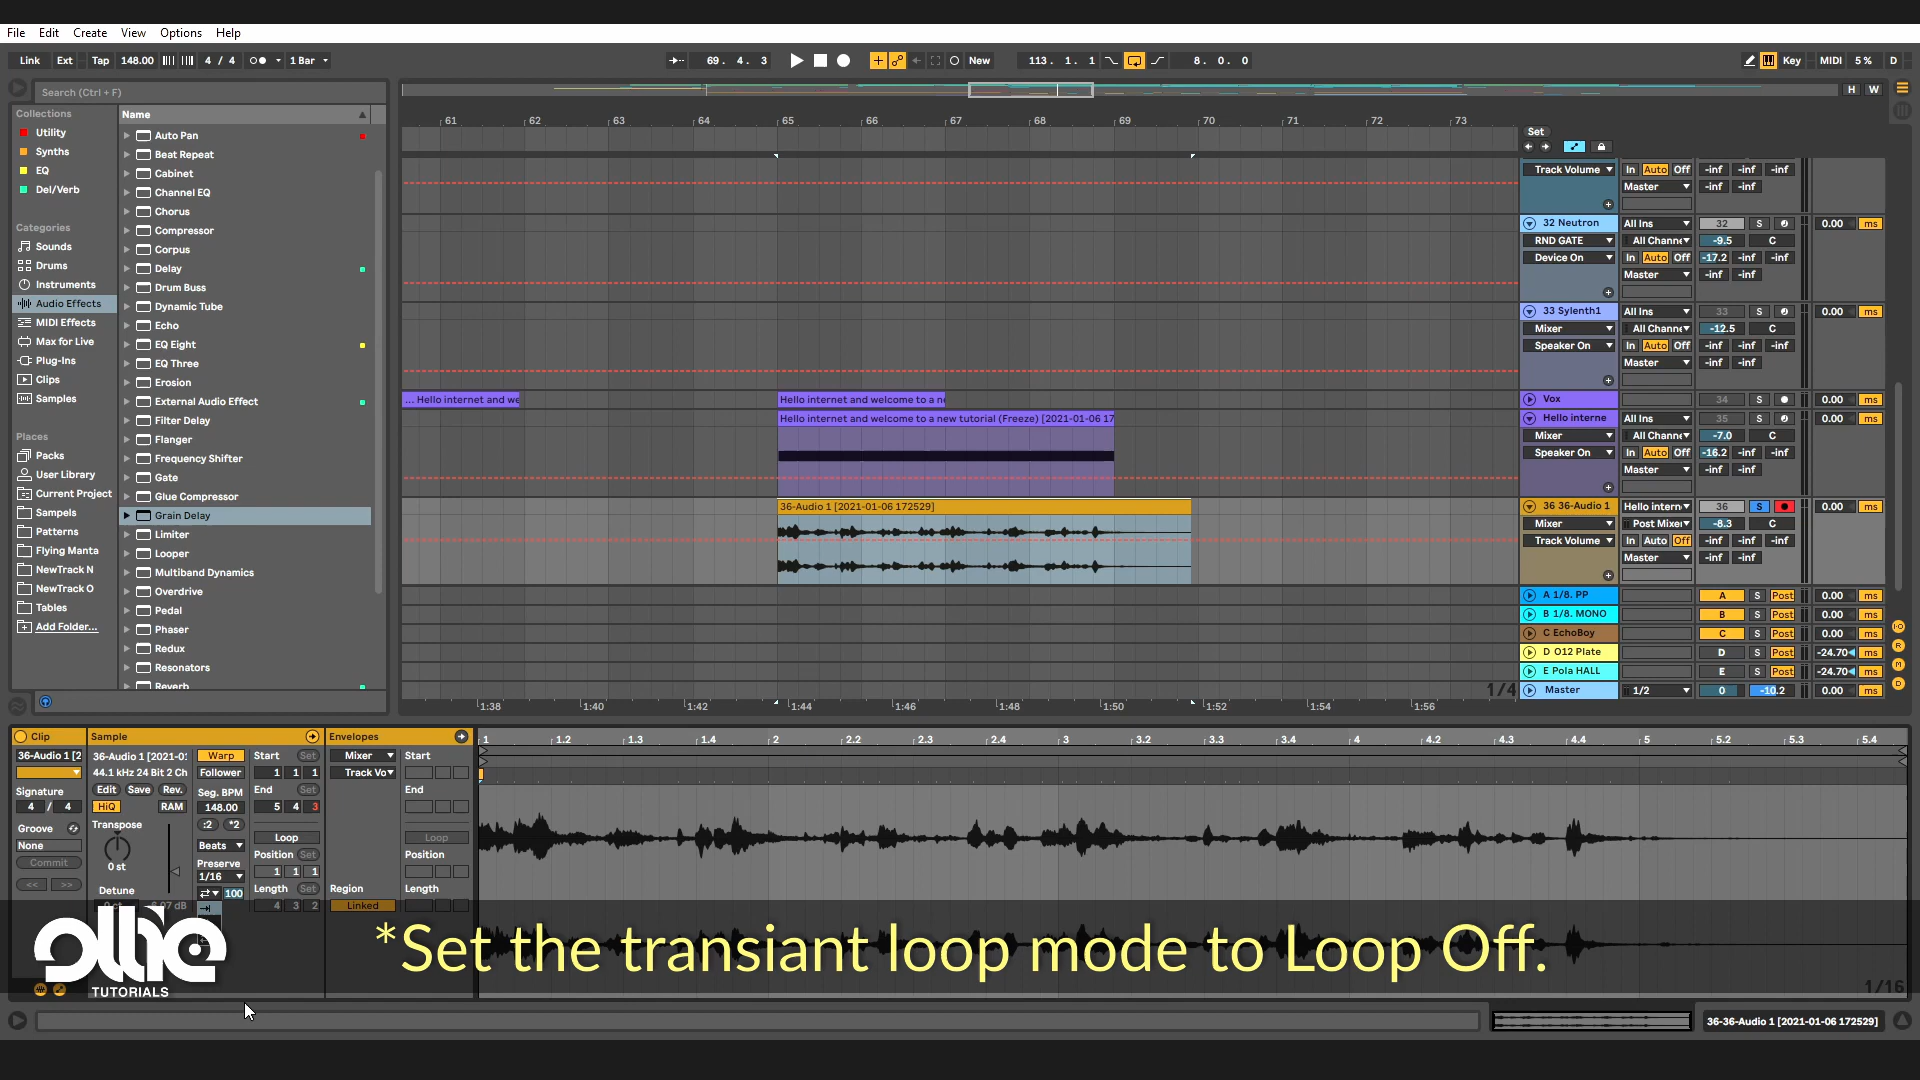 File Edit Create View Options Help
Link Ext Tap 148.00 4 / 4 1 Bar 69. 4. 3 New 113. 1. 1 8. 0. 0 Key MIDI 5 % D
Search (Ctrl + F)
H W
Collections
Utility
Synths
EQ
Del/Verb
Categories
Sounds
Drums
Instruments
Audio Effects
MIDI Effects
Max for Live
Plug-Ins
Clips
Samples
Places
Packs
User Library
Current Project
Sampels
Patterns
Flying Manta
NewTrack N
NewTrack O
Tables
Add Folder...
Name
Auto Pan
Beat Repeat
Cabinet
Channel EQ
Chorus
Compressor
Corpus
Delay
Drum Buss
Dynamic Tube
Echo
EQ Eight
EQ Three
Erosion
External Audio Effect
Filter Delay
Flanger
Frequency Shifter
Gate
Glue Compressor
Grain Delay
Limiter
Looper
Multiband Dynamics
Overdrive
Pedal
Phaser
Redux
Resonators
Reverb
61 62 63 64 65 66 67 68 69 70 71 72 73
Set
Track Volume In Auto Off -inf -inf -inf
Master -inf -inf
32 Neutron All Ins 32 S 0.00 ms
RND GATE All Channe -9.5 C
Device On In Auto Off -17.2 -inf -inf
Master -inf -inf
33 Sylenth1 All Ins 33 S 0.00 ms
Mixer All Channe -12.5 C
Speaker On In Auto Off -inf -inf -inf
Master -inf -inf
... Hello internet and we Hello internet and welcome to a n Vox 34 S 0.00 ms
Hello internet and welcome to a new tutorial (Freeze) [2021-01-06 17 Hello interne All Ins 35 S 0.00 ms
Mixer All Channe -7.0 C
Speaker On In Auto Off -16.2 -inf -inf
Master -inf -inf
36-Audio 1 [2021-01-06 172529] 36 36-Audio 1 Hello intern 36 S 0.00 ms
Mixer Post Mixer -8.3 C
Track Volume In Auto Off -inf -inf -inf
Master -inf -inf
A 1/8. PP A S Post 0.00 ms
B 1/8. MONO B S Post 0.00 ms
C EchoBoy C S Post 0.00 ms
D O12 Plate D S Post -24.70 ms
E Pola HALL E S Post -24.70 ms
1/4 Master 1/2 0 -10.2 0.00 ms
1:38 1:40 1:42 1:44 1:46 1:48 1:50 1:52 1:54 1:56
Clip
36-Audio 1 [2
Signature
4 / 4
Groove
None
Commit
<< >>
Sample
36-Audio 1 [2021-0
44.1 kHz 24 Bit 2 Ch
Edit Save Rev.
HiQ RAM
Transpose
0 st
Detune
Warp
Follower
Seg. BPM
148.00
:2 *2
Beats
Preserve
1/16
100
Start Set
1 1 1
End Set
5 4 3
Loop
Position Set
1 1 1
Length Set
4 3 2
Envelopes
Mixer
Track Vo
Region
Linked
Start
End
Loop
Position
Length
1 1.2 1.3 1.4 2 2.2 2.3 2.4 3 3.2 3.3 3.4 4 4.2 4.3 4.4 5 5.2 5.3 5.4
*Set the transiant loop mode to Loop Off.
ollie
TUTORIALS
1/16
36-36-Audio 1 [2021-01-06 172529]